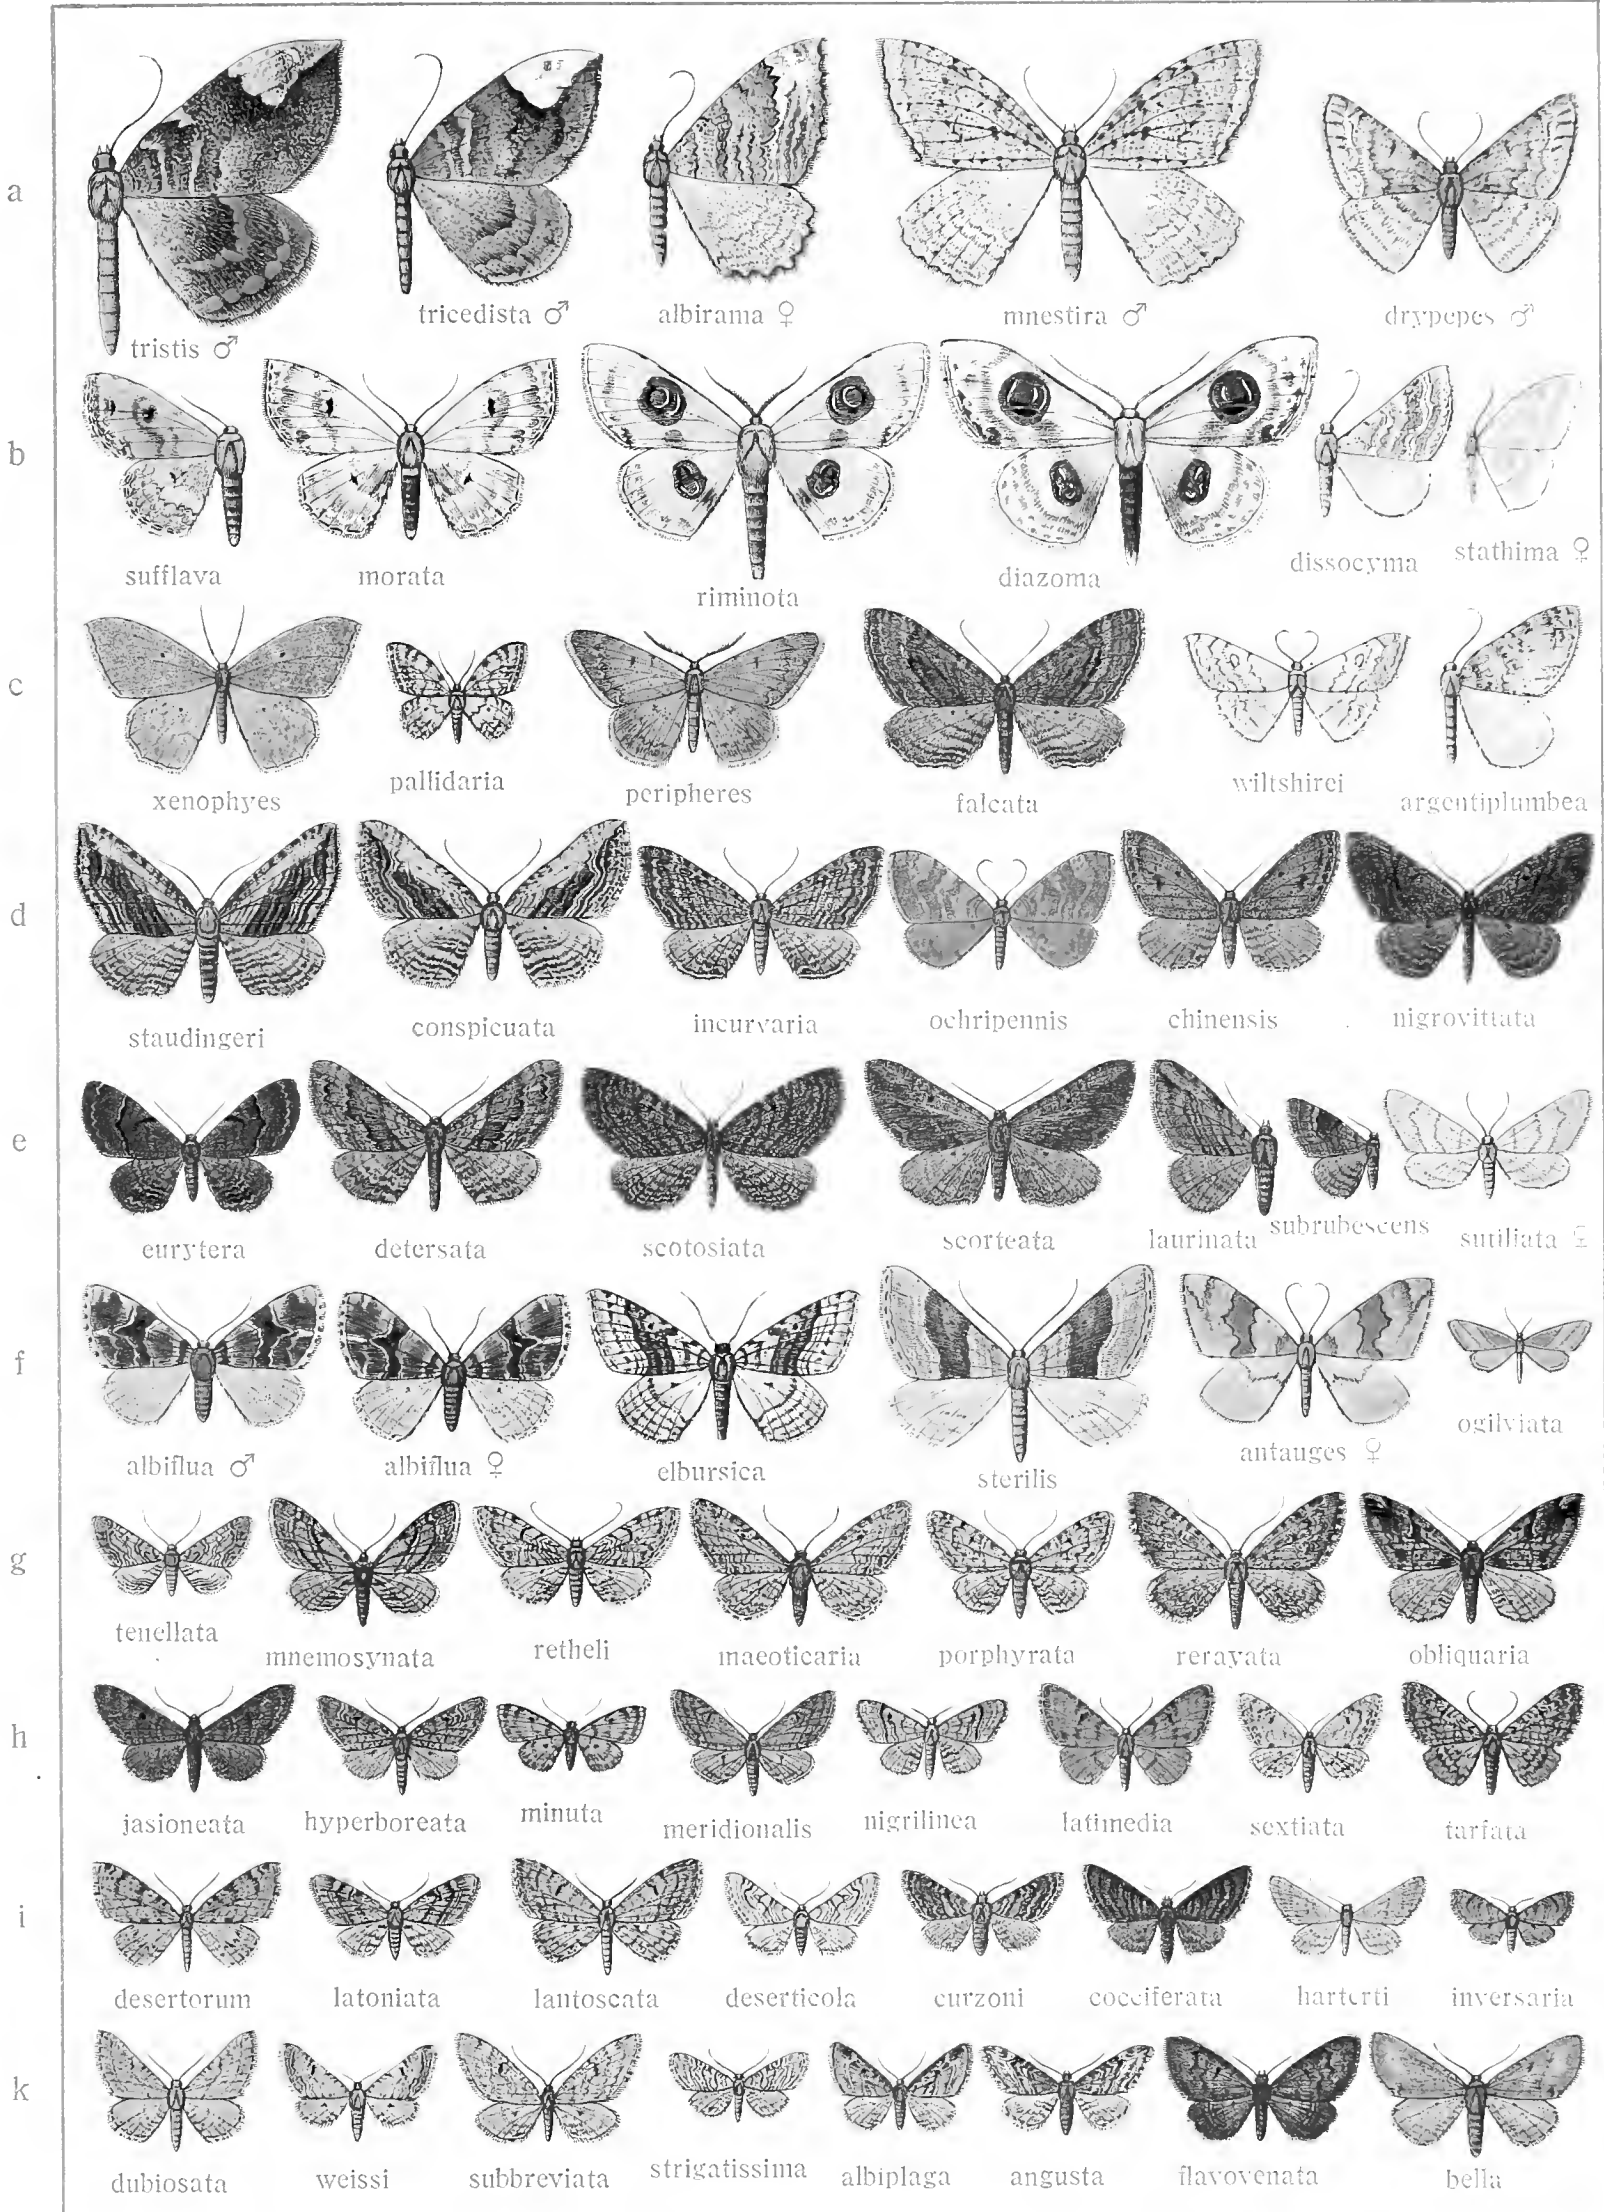 a
tristis ♂ tricedista ♂ albirama ♀ mnestira ♂ drypepes ♂
b
sufflava morata riminota diazoma dissocyma stathima ♀
c
xenophyes pallidaria peripheres falcata wiltshirei argentiplumbea
d
staudingeri conspicuata incurvaria ochripennis chinensis nigrovittata
e
eurytera detersata scotosiata scorteata laurinata subrubescens sutiliata ♀
f
albiflua ♂ albiflua ♀ elbursica sterilis antauges ♀ ogilviata
g
tenellata mnemosynata retheli maeoticaria porphyrata rerayata obliquaria
h
jasioneata hyperboreata minuta meridionalis nigrilinea latimedia sextiata tarfata
i
desertorum latoniata lantoscata deserticola curzoni cocciferata harterti inversaria
k
dubiosata weissi subbreviata strigatissima albiplaga angusta flavovenata bella